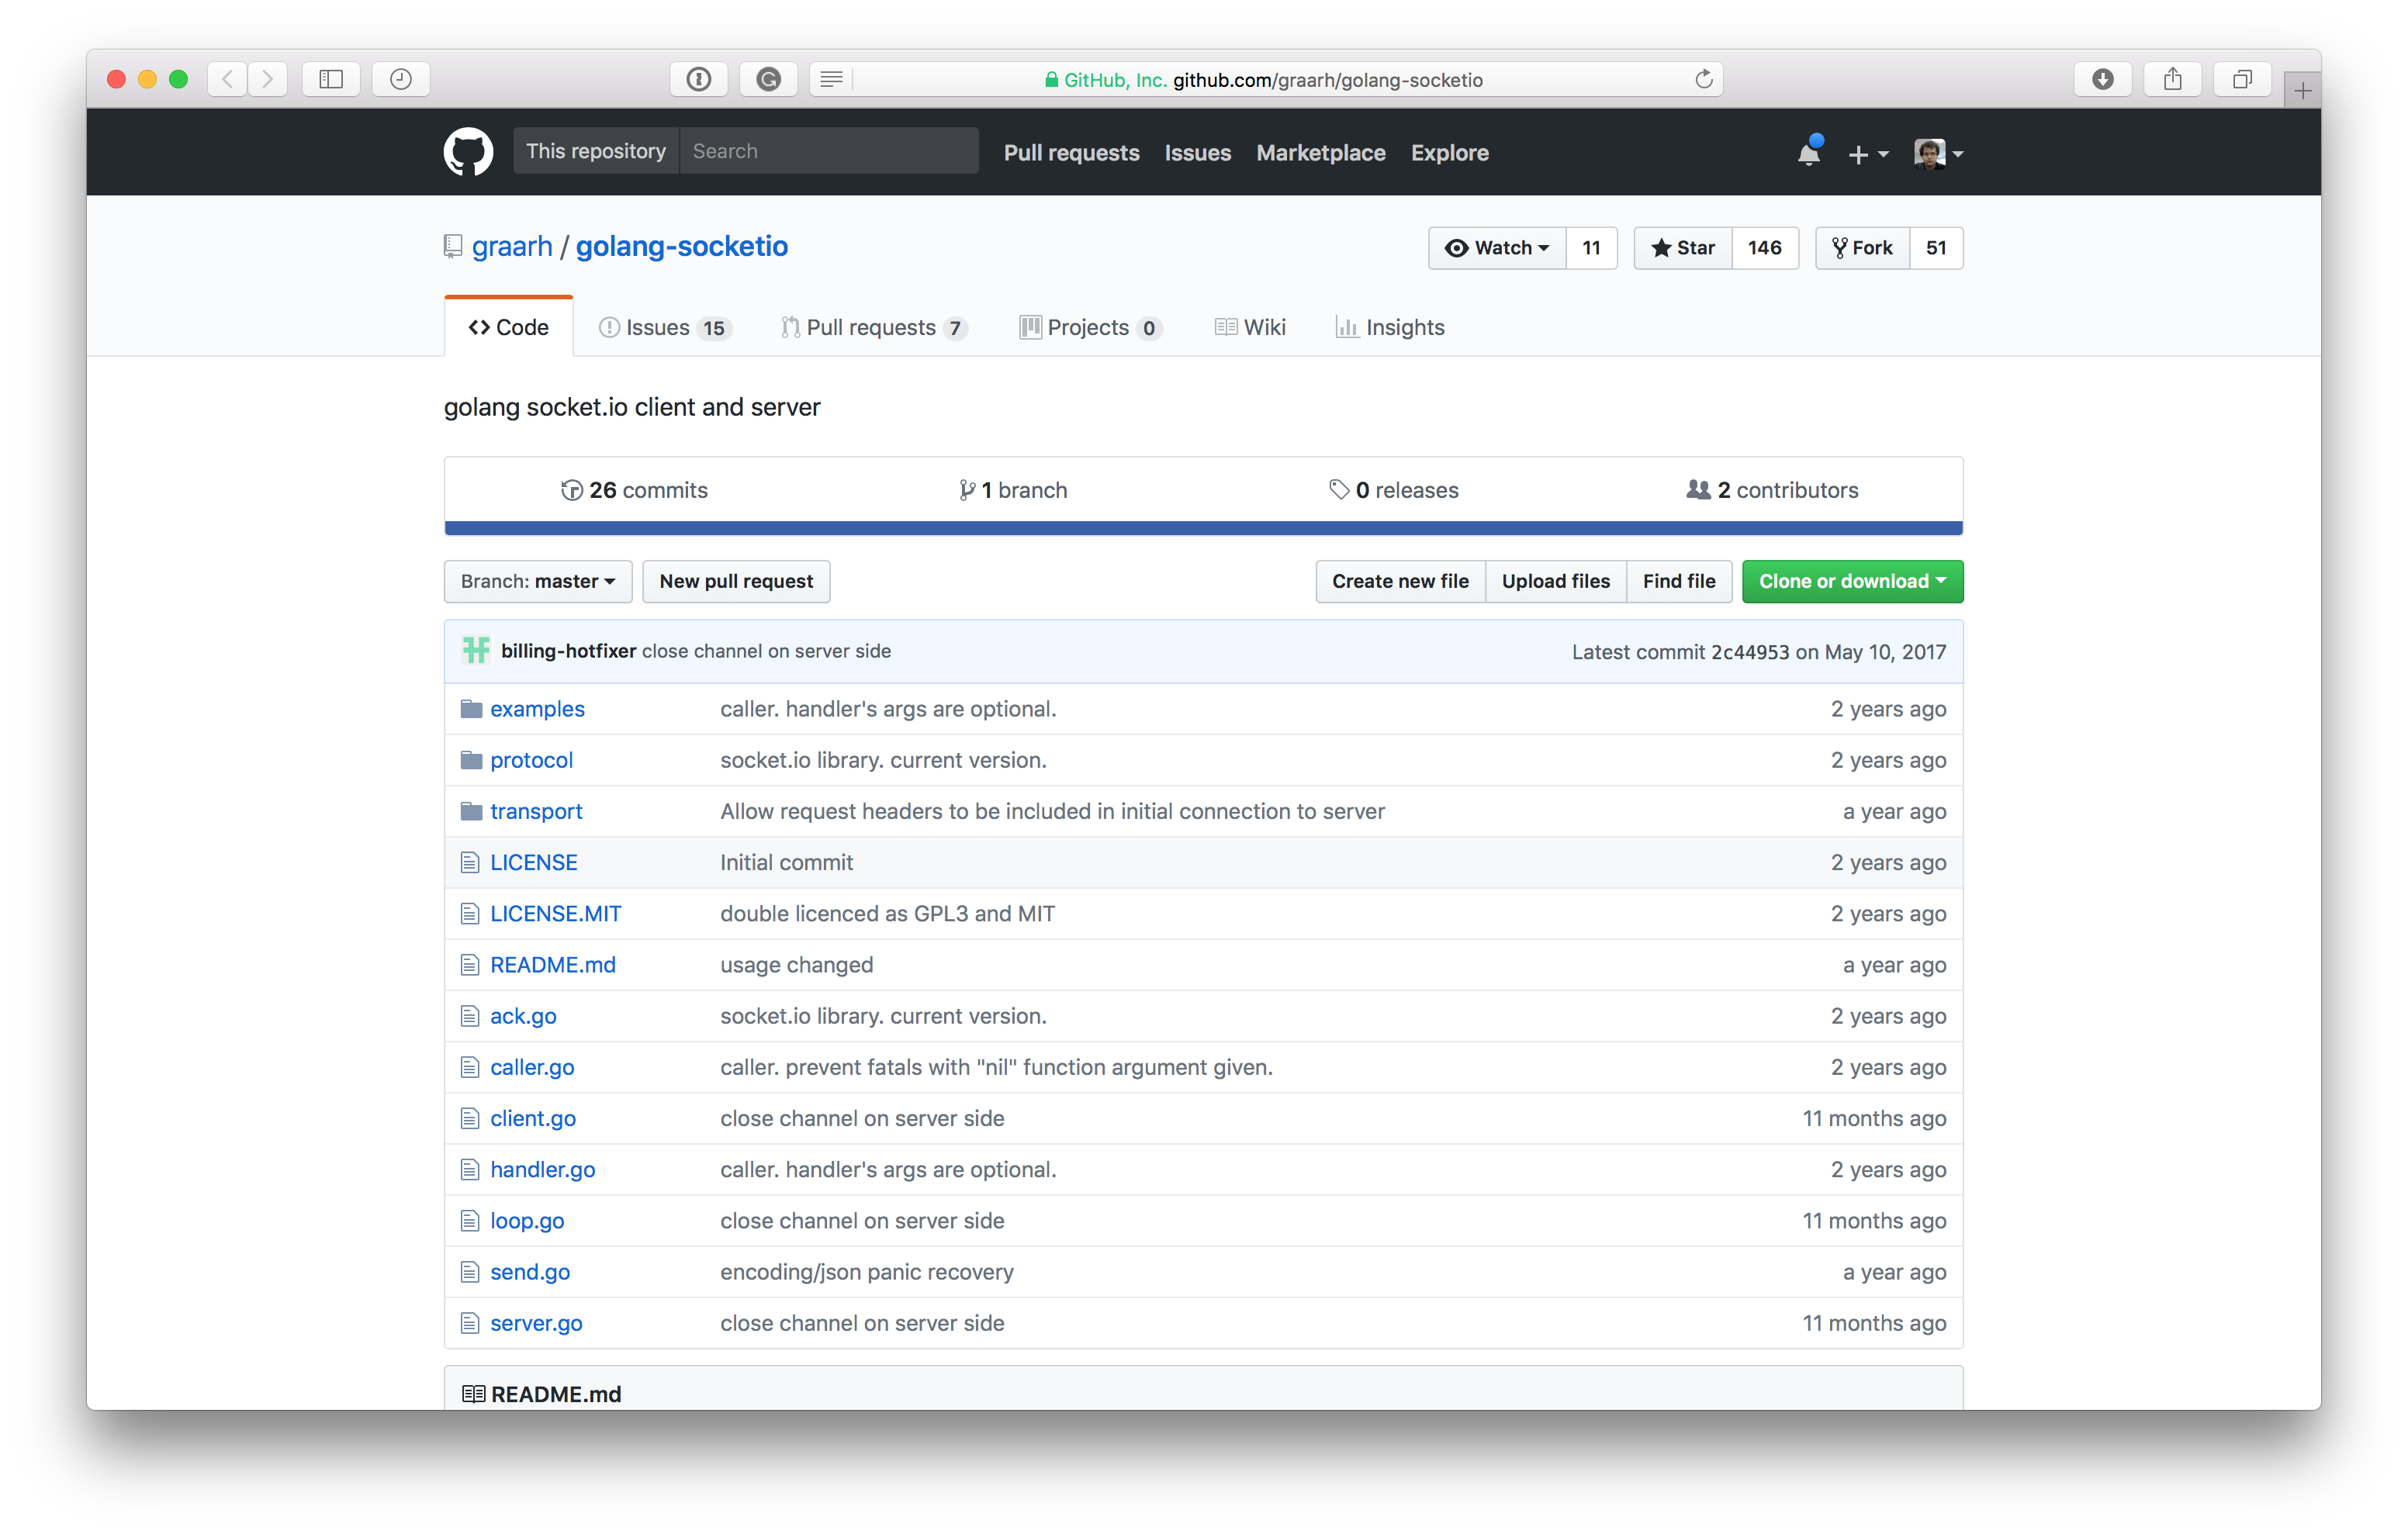 GitHub, Inc. github.com/graarh/golang-socketio
This repository Search Pull requests Issues Marketplace Explore
graarh / golang-socketio Watch 11 Star 146 Fork 51
Code Issues 15 Pull requests 7 Projects 0 Wiki Insights
golang socket.io client and server
26 commits 1 branch 0 releases 2 contributors
Branch: master New pull request Create new file Upload files Find file Clone or download
billing-hotfixer close channel on server side Latest commit 2c44953 on May 10, 2017
examples caller. handler's args are optional. 2 years ago
protocol socket.io library. current version. 2 years ago
transport Allow request headers to be included in initial connection to server a year ago
LICENSE Initial commit 2 years ago
LICENSE.MIT double licenced as GPL3 and MIT 2 years ago
README.md usage changed a year ago
ack.go socket.io library. current version. 2 years ago
caller.go caller. prevent fatals with "nil" function argument given. 2 years ago
client.go close channel on server side 11 months ago
handler.go caller. handler's args are optional. 2 years ago
loop.go close channel on server side 11 months ago
send.go encoding/json panic recovery a year ago
server.go close channel on server side 11 months ago
README.md